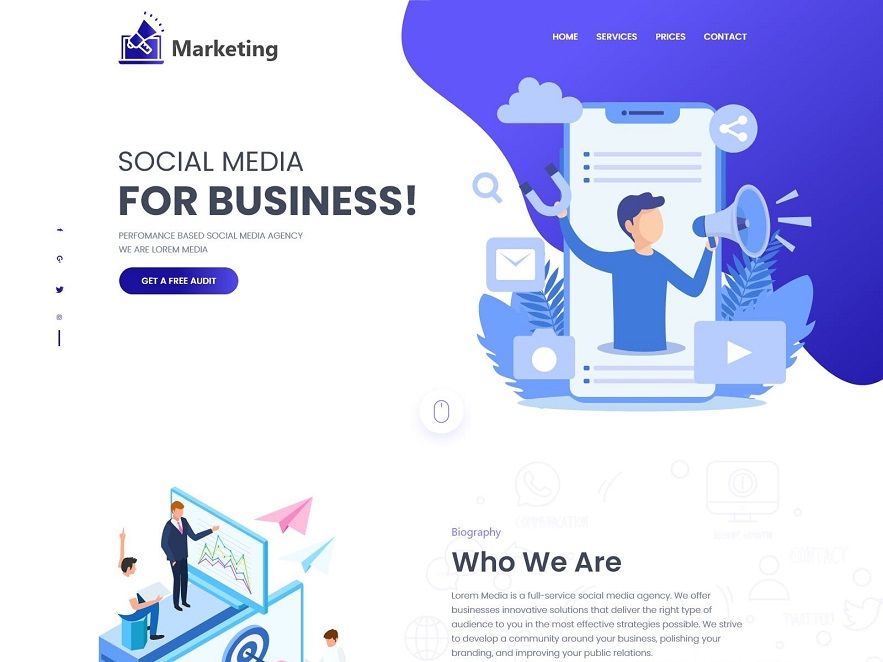 Marketing
HOME SERVICES PRICES CONTACT
SOCIAL MEDIA
FOR BUSINESS!
PERFOMANCE BASED SOCIAL MEDIA AGENCY
WE ARE LOREM MEDIA
GET A FREE AUDIT
COMMUNICATION
CONTACT
TWITTER
Biography
Who We Are
Lorem Media is a full-service social media agency. We offer
businesses innovative solutions that deliver the right type of
audience to you in the most effective strategies possible. We strive
to develop a community around your business, polishing your
branding, and improving your public relations.